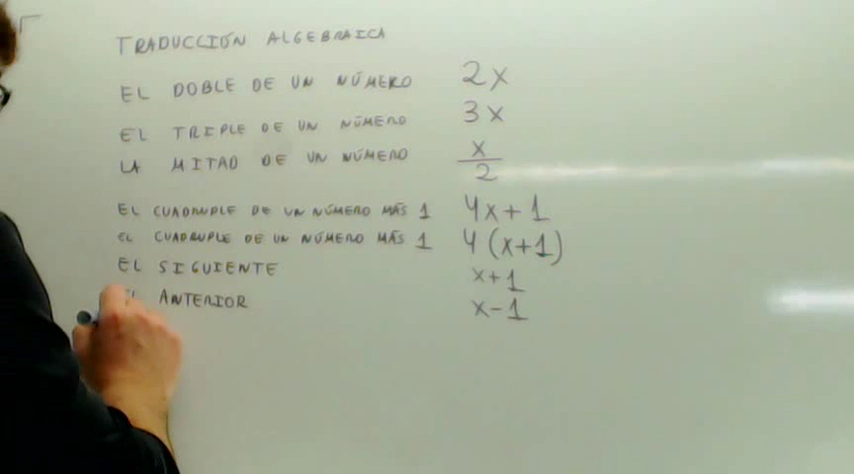 TRADUCCIÓN ALGEBRAICA
EL DOBLE DE UN NÚMERO 2x
EL TRIPLE DE UN NÚMERO 3x
LA MITAD DE UN NÚMERO x/2
EL CUADRUPLE DE UN NÚMERO MÁS 1 4x+1
EL CUADRUPLE DE UN NÚMERO MÁS 1 4(x+1)
EL SIGUIENTE x+1
EL ANTERIOR x-1